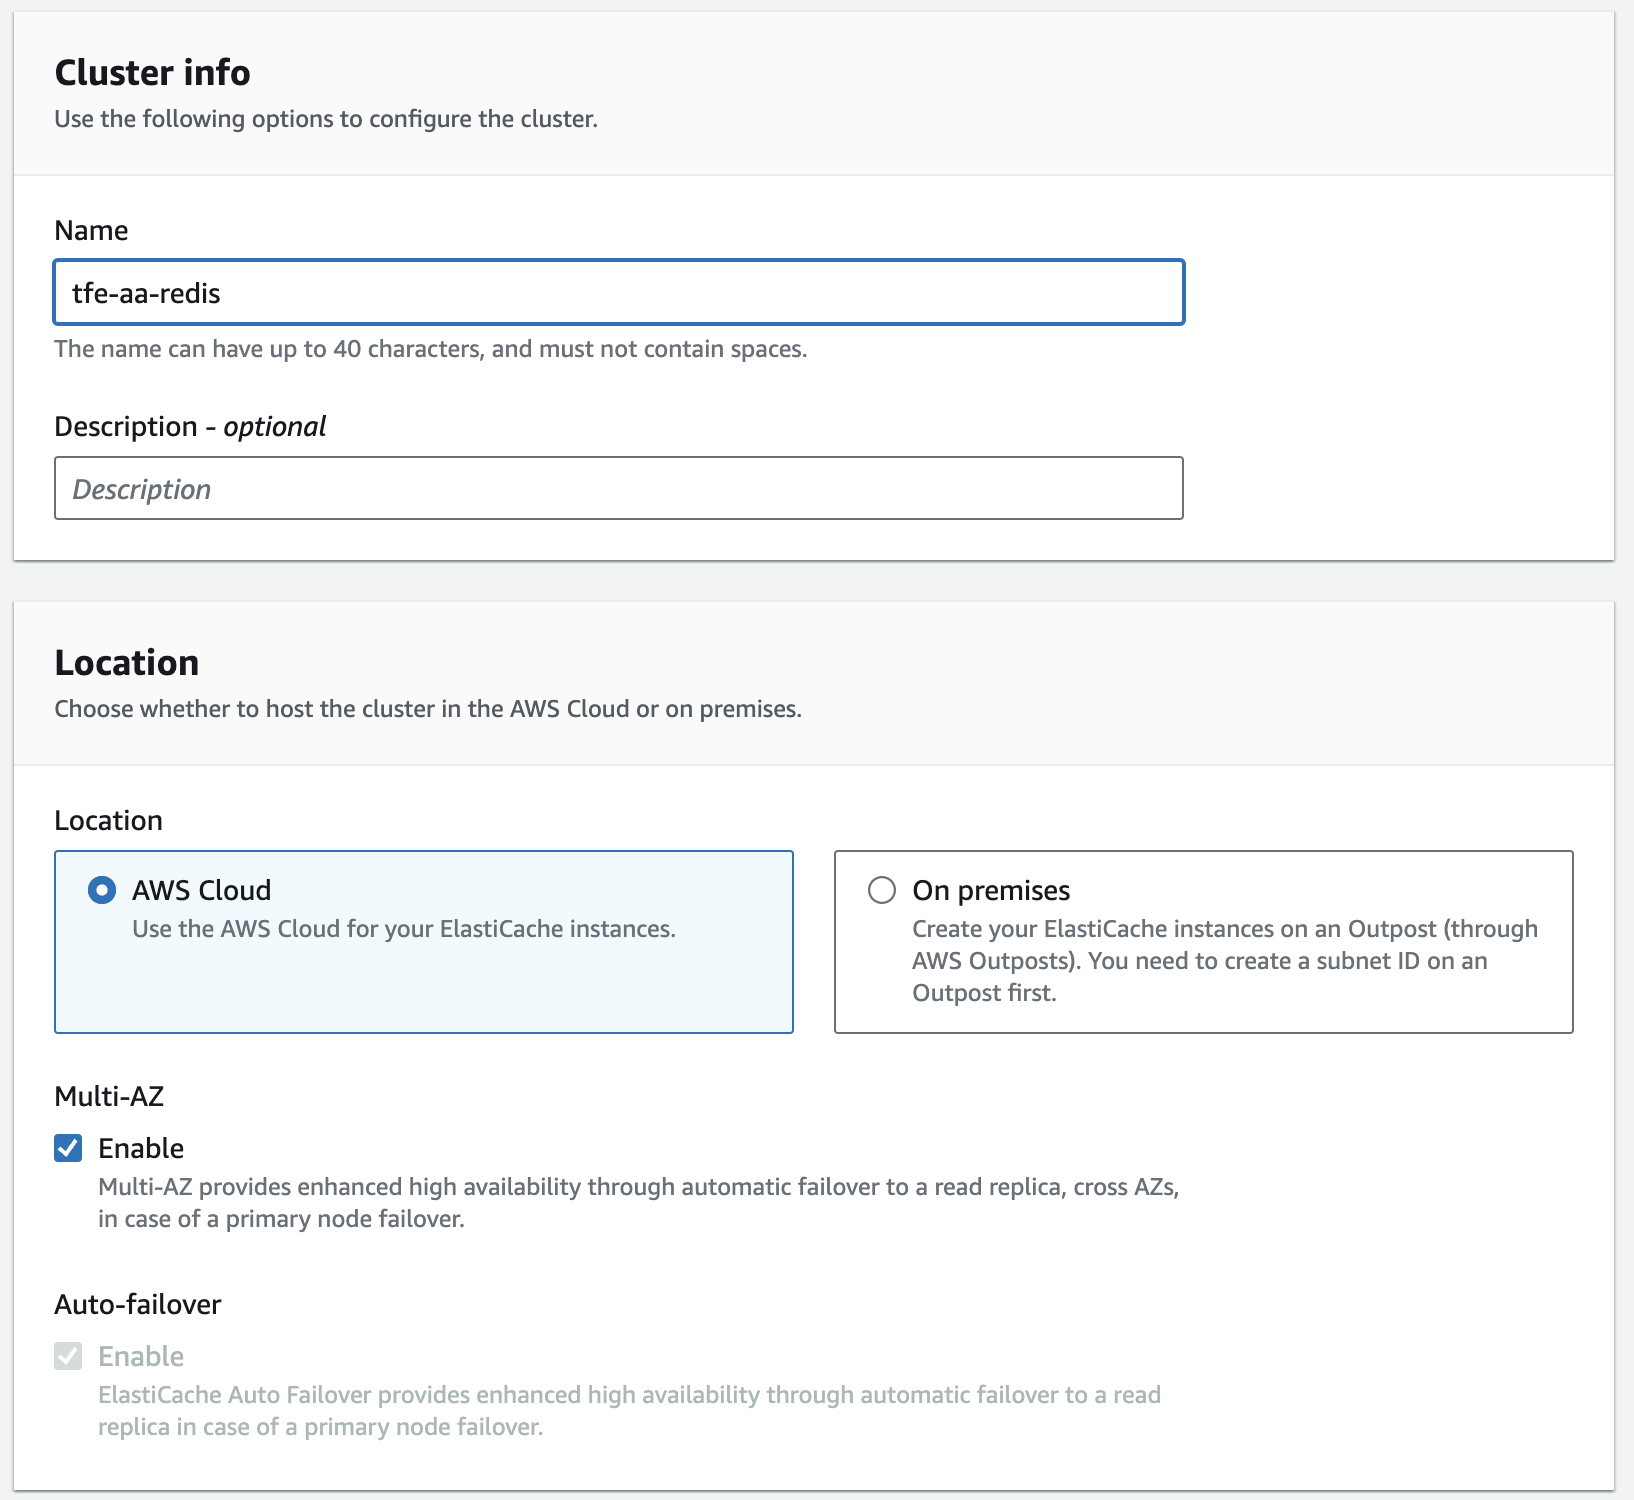 Cluster info
Use the following options to configure the cluster.
Name
tfe-aa-redis
The name can have up to 40 characters, and must not contain spaces.
Description - optional
Description
Location
Choose whether to host the cluster in the AWS Cloud or on premises.
Location
AWS Cloud
Use the AWS Cloud for your ElastiCache instances.
On premises
Create your ElastiCache instances on an Outpost (through
AWS Outposts). You need to create a subnet ID on an
Outpost first.
Multi-AZ
Enable
Multi-AZ provides enhanced high availability through automatic failover to a read replica, cross AZs,
in case of a primary node failover.
Auto-failover
Enable
ElastiCache Auto Failover provides enhanced high availability through automatic failover to a read
replica in case of a primary node failover.